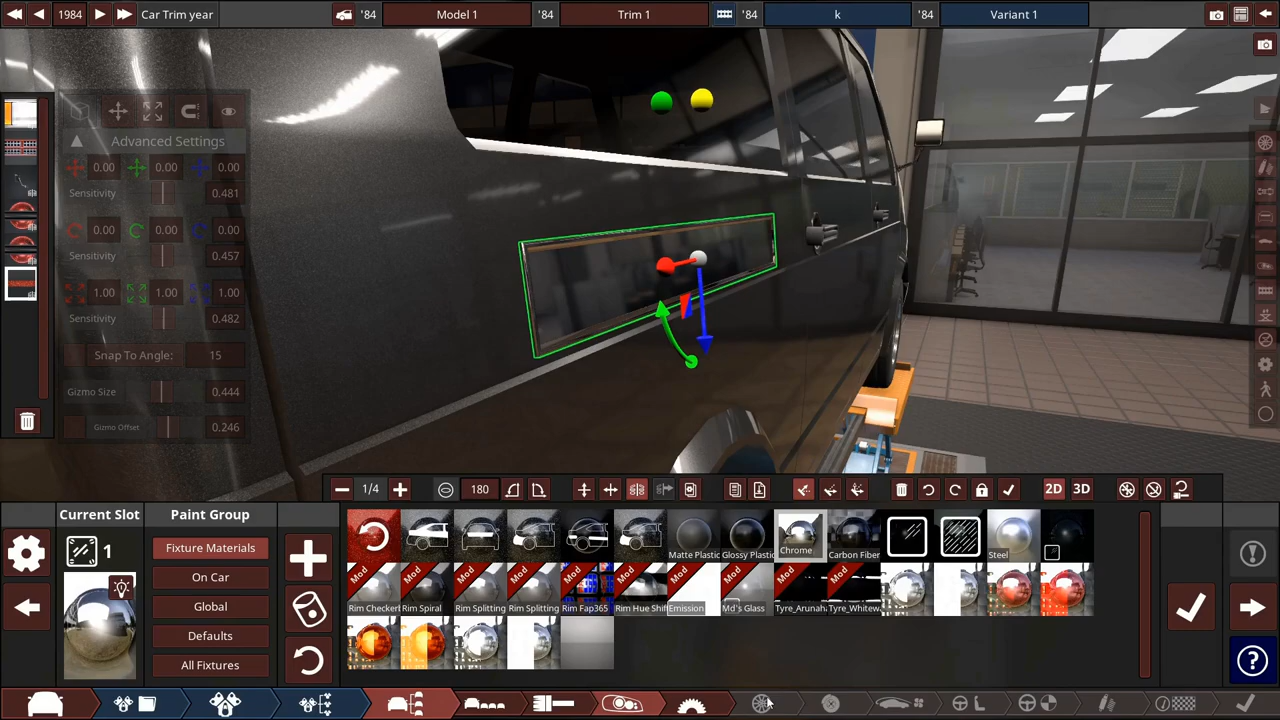 1984 Car Trim year '84 Model 1 '84 Trim 1 '84 k '84 Variant 1
Advanced Settings
0.00 0.00 0.00
Sensitivity 0.481
0.00 0.00 0.00
Sensitivity 0.457
1.00 1.00 1.00
Sensitivity 0.482
Snap To Angle: 15
Gizmo Size 0.444
Gizmo Offset 0.246
1/4 180 2D 3D
Current Slot
1
Paint Group
Fixture Materials
On Car
Global
Defaults
All Fixtures
Matte Plastic Glossy Plastic Chrome Carbon Fiber Steel
Mod Mod Mod Mod Mod Mod Mod Mod Mod Mod
Rim Checker Rim Spiral Rim Splitting Rim Splitting Rim Fap365 Rim Hue Shif Emission Md's Glass Tyre_Arunah Tyre_Whitew
?